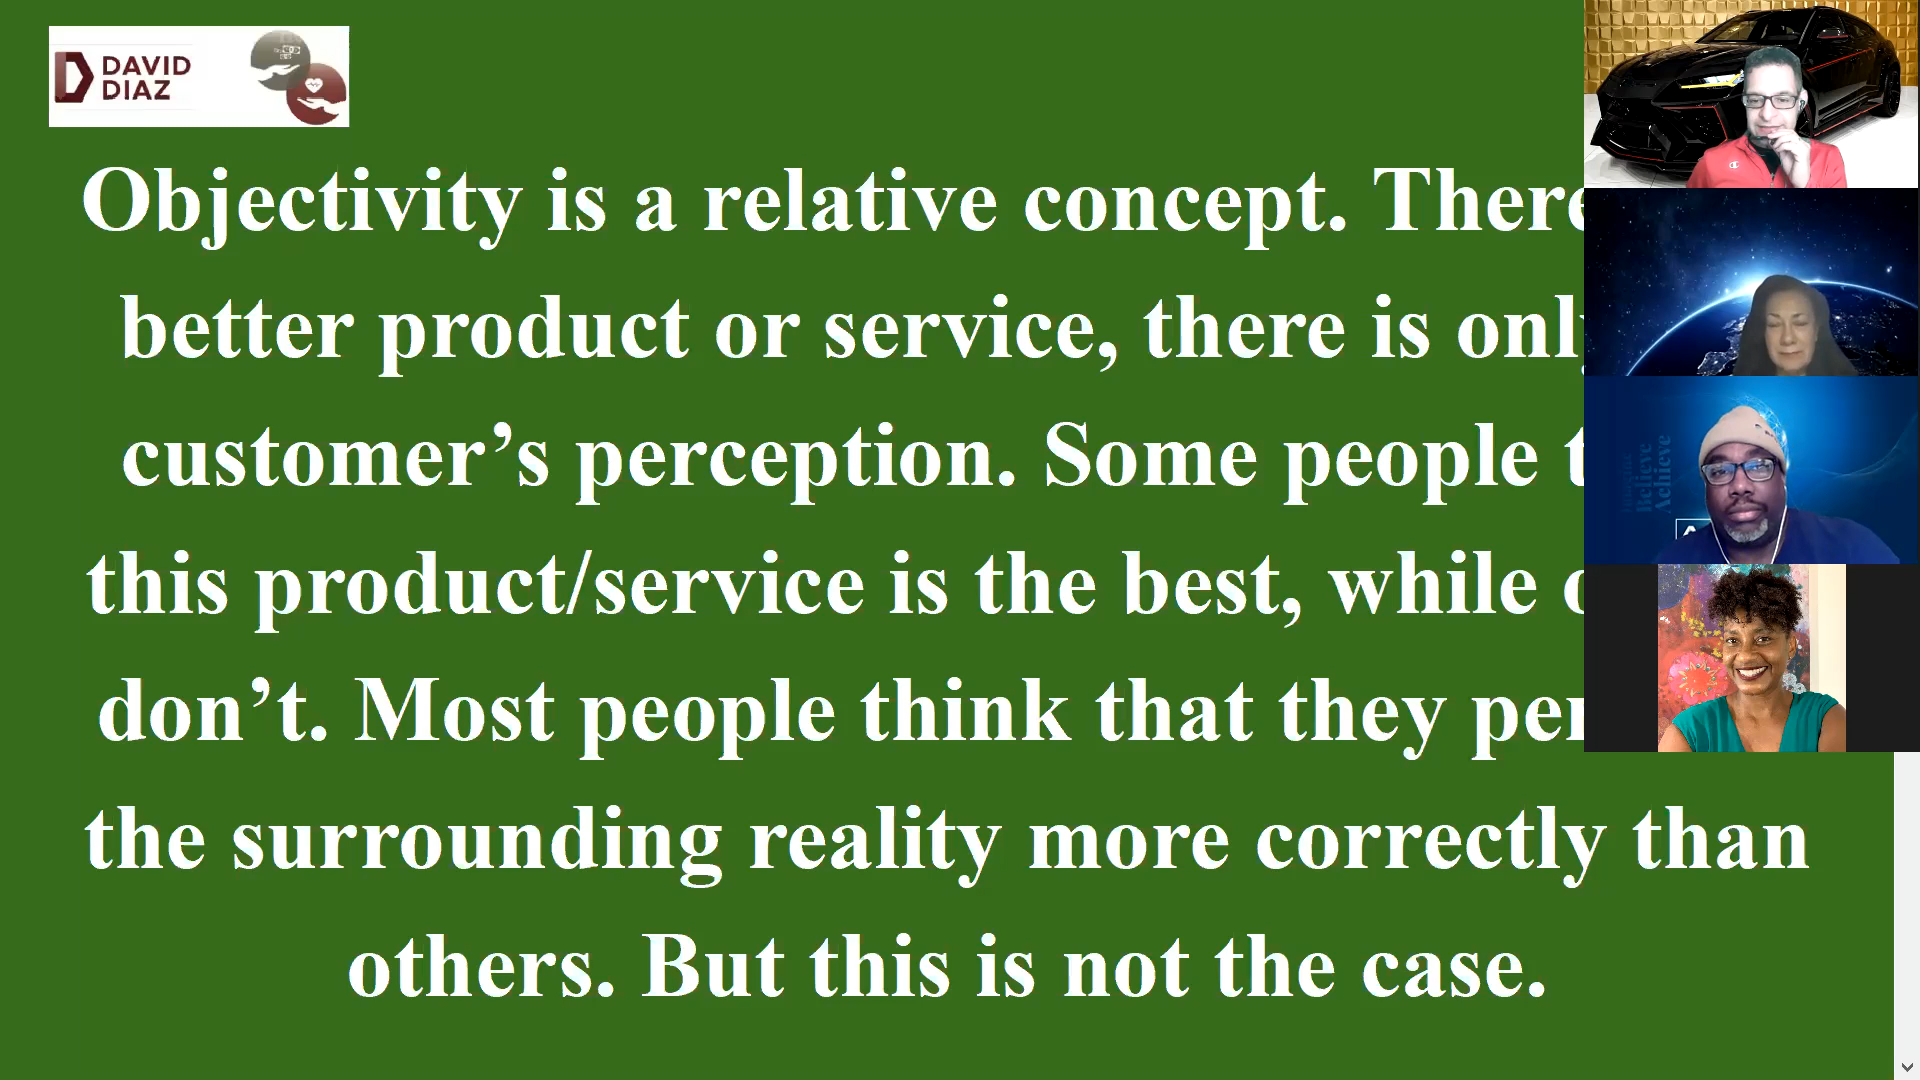 DAVID
DIAZ
Objectivity is a relative concept. There
better product or service, there is only
customer’s perception. Some people
this product/service is the best, while
don’t. Most people think that they
the surrounding reality more correctly than
others. But this is not the case.
Believe
Achieve